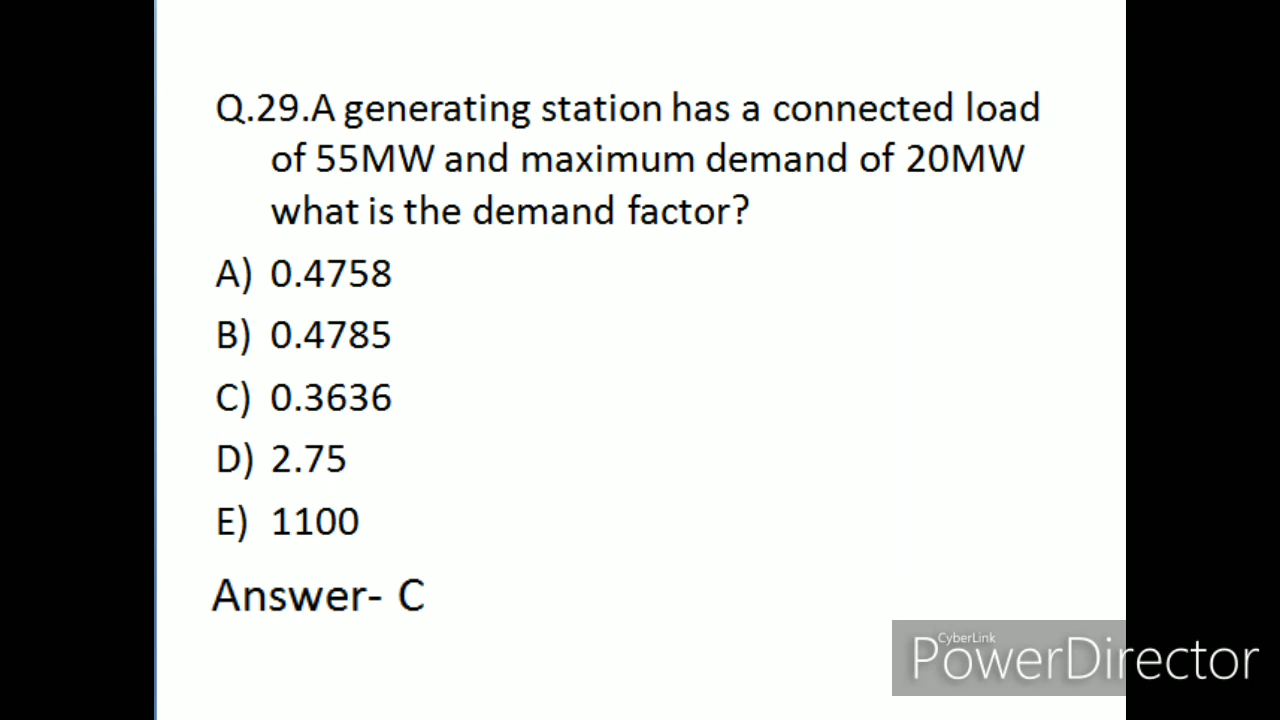 Q.29.A generating station has a connected load
of 55MW and maximum demand of 20MW
what is the demand factor?
A) 0.4758
B) 0.4785
C) 0.3636
D) 2.75
E) 1100
Answer- C
CyberLink
PowerDirector